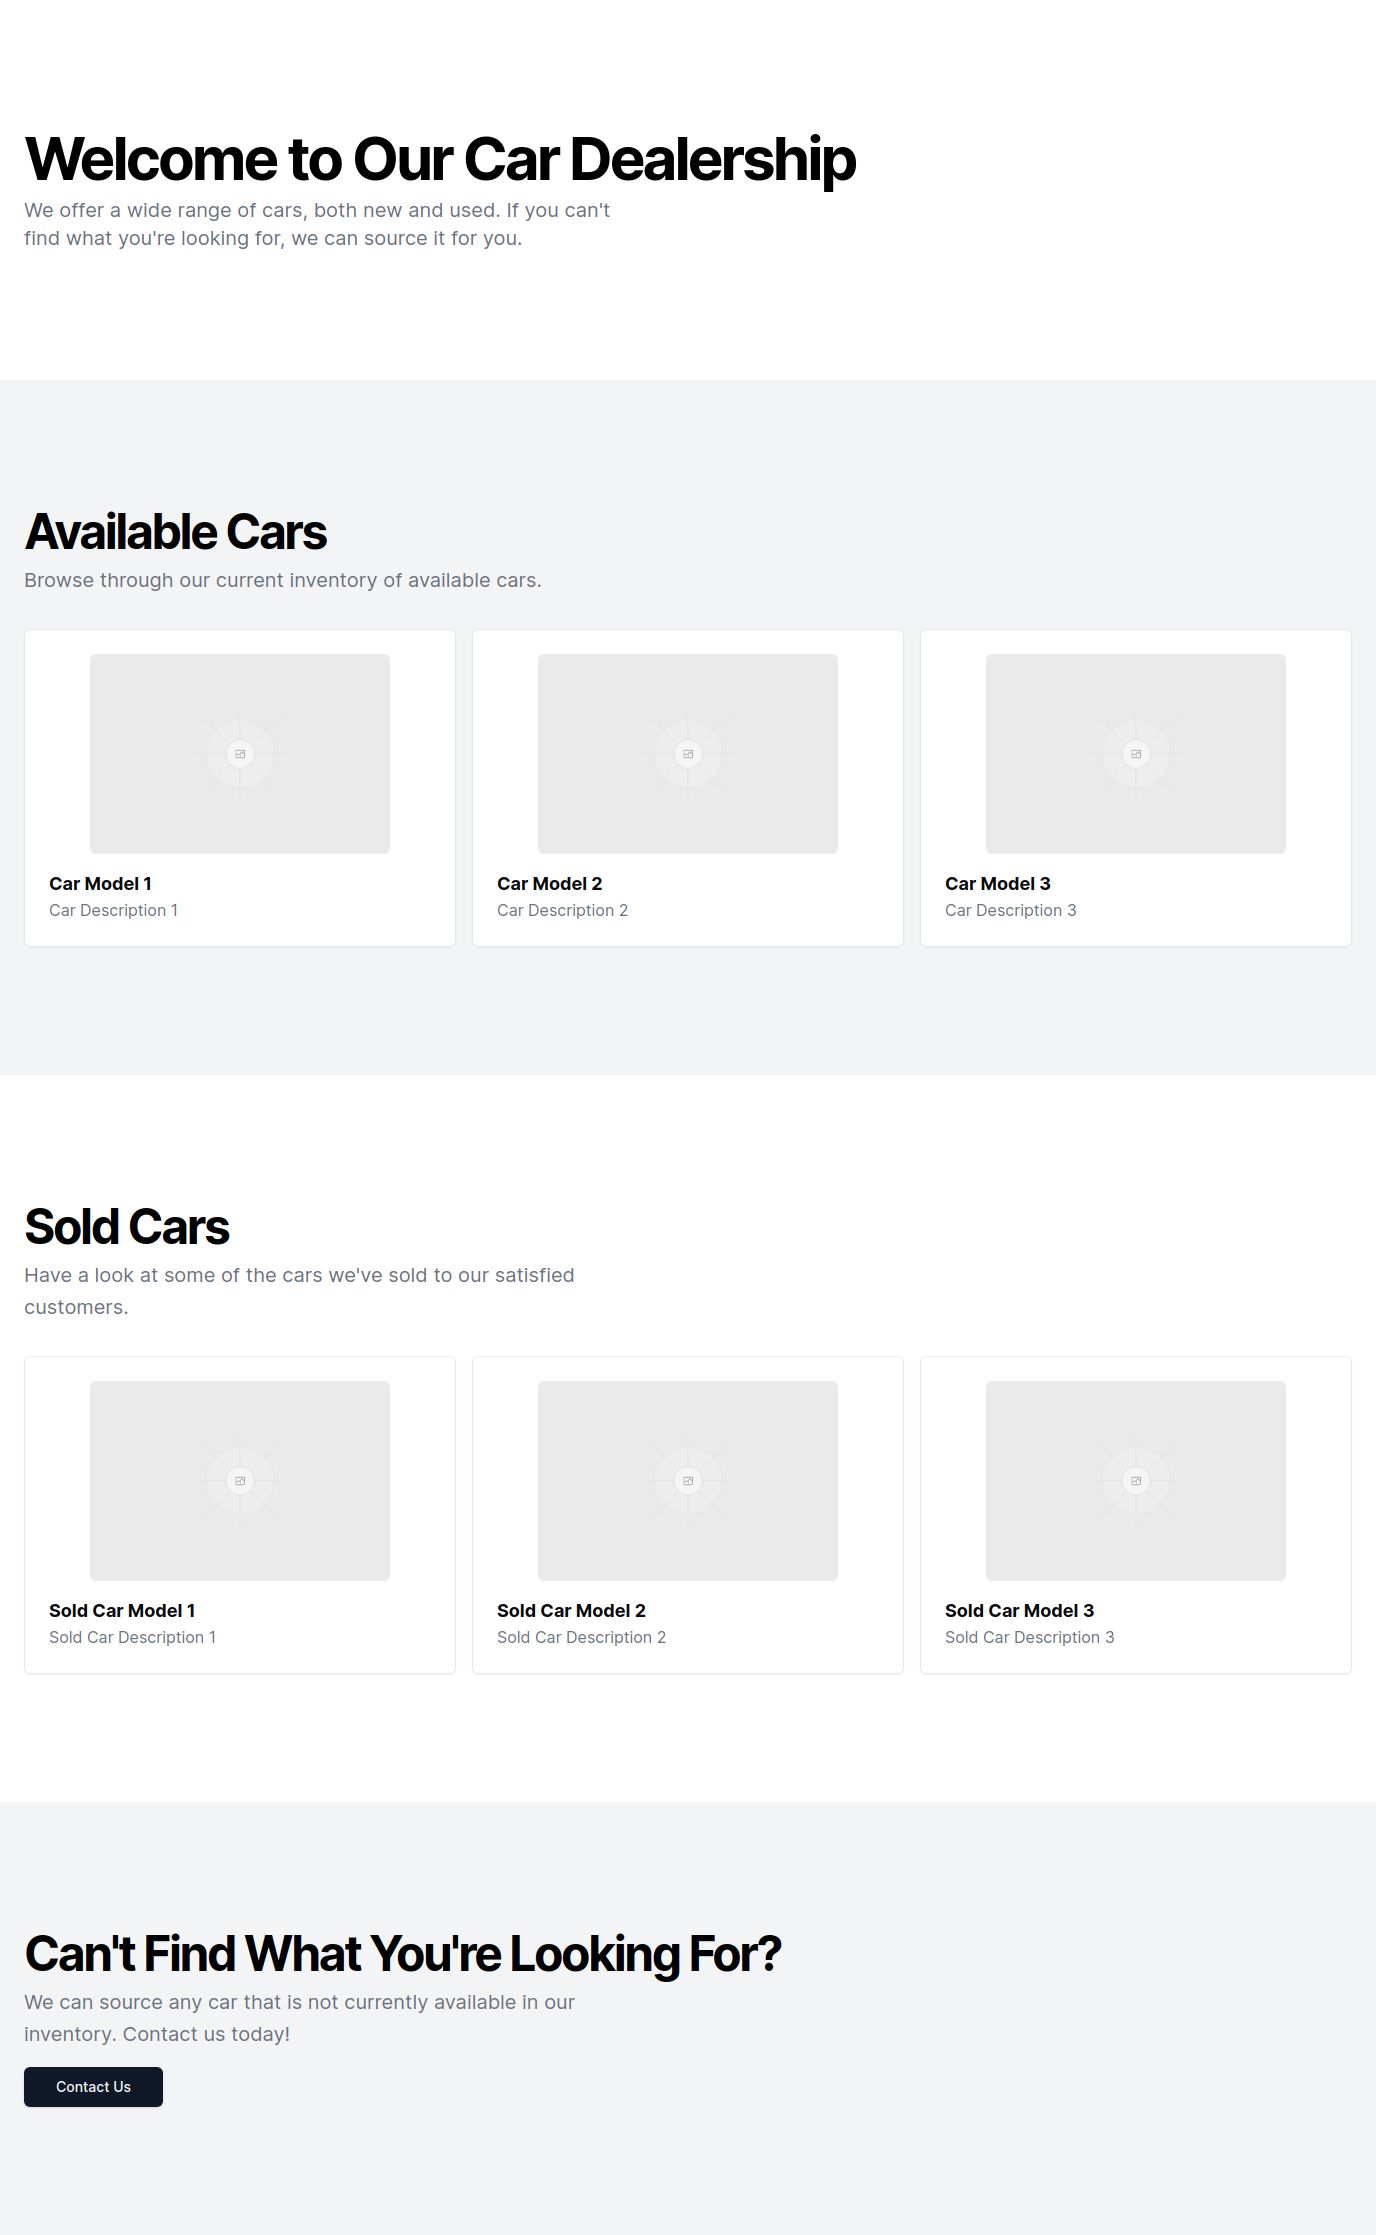 Welcome to Our Car Dealership
We offer a wide range of cars, both new and used. If you can't
find what you're looking for, we can source it for you.
Available Cars
Browse through our current inventory of available cars.
Car Model 1
Car Description 1
Car Model 2
Car Description 2
Car Model 3
Car Description 3
Sold Cars
Have a look at some of the cars we've sold to our satisfied
customers.
Sold Car Model 1
Sold Car Description 1
Sold Car Model 2
Sold Car Description 2
Sold Car Model 3
Sold Car Description 3
Can't Find What You're Looking For?
We can source any car that is not currently available in our
inventory. Contact us today!
Contact Us